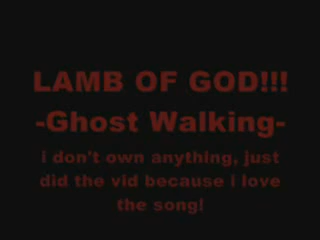 LAMB OF GOD!!!
-Ghost Walking-
i don't own anything, just
did the vid because i love
the song!